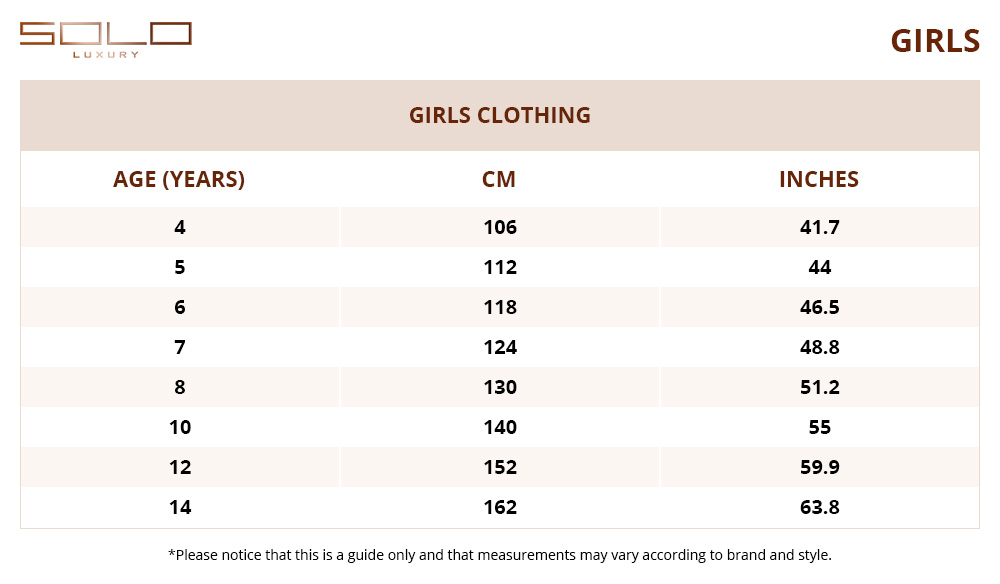 SOLO
LUXURY
GIRLS
GIRLS CLOTHING
AGE (YEARS) CM INCHES
4 106 41.7
5 112 44
6 118 46.5
7 124 48.8
8 130 51.2
10 140 55
12 152 59.9
14 162 63.8
*Please notice that this is a guide only and that measurements may vary according to brand and style.